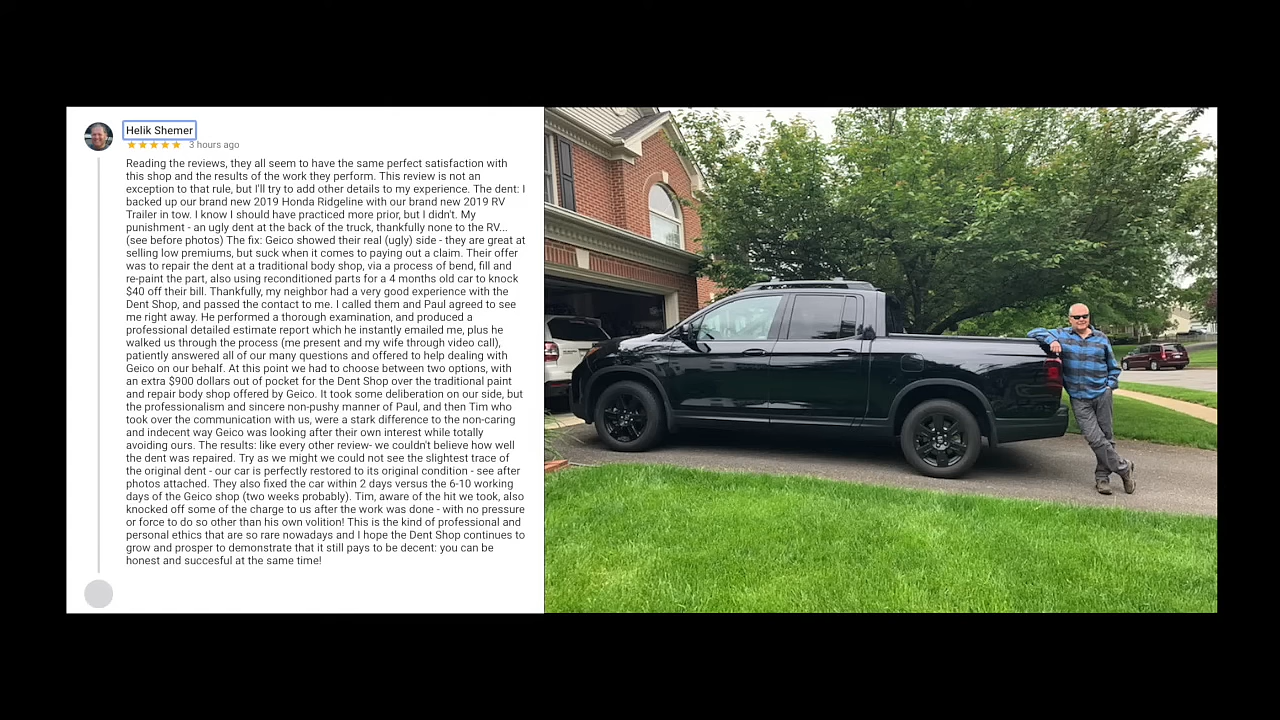 Helik Shemer
3 hours ago
Reading the reviews, they all seem to have the same perfect satisfaction with
this shop and the results of the work they perform. This review is not an
exception to that rule, but I'll try to add other details to my experience. The dent: I
backed up our brand new 2019 Honda Ridgeline with our brand new 2019 RV
Trailer in tow. I know I should have practiced more prior, but I didn't. My
punishment - an ugly dent at the back of the truck, thankfully none to the RV...
(see before photos) The fix: Geico showed their real (ugly) side - they are great at
selling low premiums, but suck when it comes to paying out a claim. Their offer
was to repair the dent at a traditional body shop, via a process of bend, fill and
re-paint the part, also using reconditioned parts for a 4 months old car to knock
$40 off their bill. Thankfully, my neighbor had a very good experience with the
Dent Shop, and passed the contact to me. I called them and Paul agreed to see
me right away. He performed a thorough examination, and produced a
professional detailed estimate report which he instantly emailed me, plus he
walked us through the process (me present and my wife through video call),
patiently answered all of our many questions and offered to help dealing with
Geico on our behalf. At this point we had to choose between two options, with
an extra $900 dollars out of pocket for the Dent Shop over the traditional paint
and repair body shop offered by Geico. It took some deliberation on our side, but
the professionalism and sincere non-pushy manner of Paul, and then Tim who
took over the communication with us, were a stark difference to the non-caring
and indecent way Geico was looking after their own interest while totally
avoiding ours. The results: like every other review- we couldn't believe how well
the dent was repaired. Try as we might we could not see the slightest trace of
the original dent - our car is perfectly restored to its original condition - see after
photos attached. They also fixed the car within 2 days versus the 6-10 working
days of the Geico shop (two weeks probably). Tim, aware of the hit we took, also
knocked off some of the charge to us after the work was done - with no pressure
or force to do so other than his own volition! This is the kind of professional and
personal ethics that are so rare nowadays and I hope the Dent Shop continues to
grow and prosper to demonstrate that it still pays to be decent: you can be
honest and succesful at the same time!